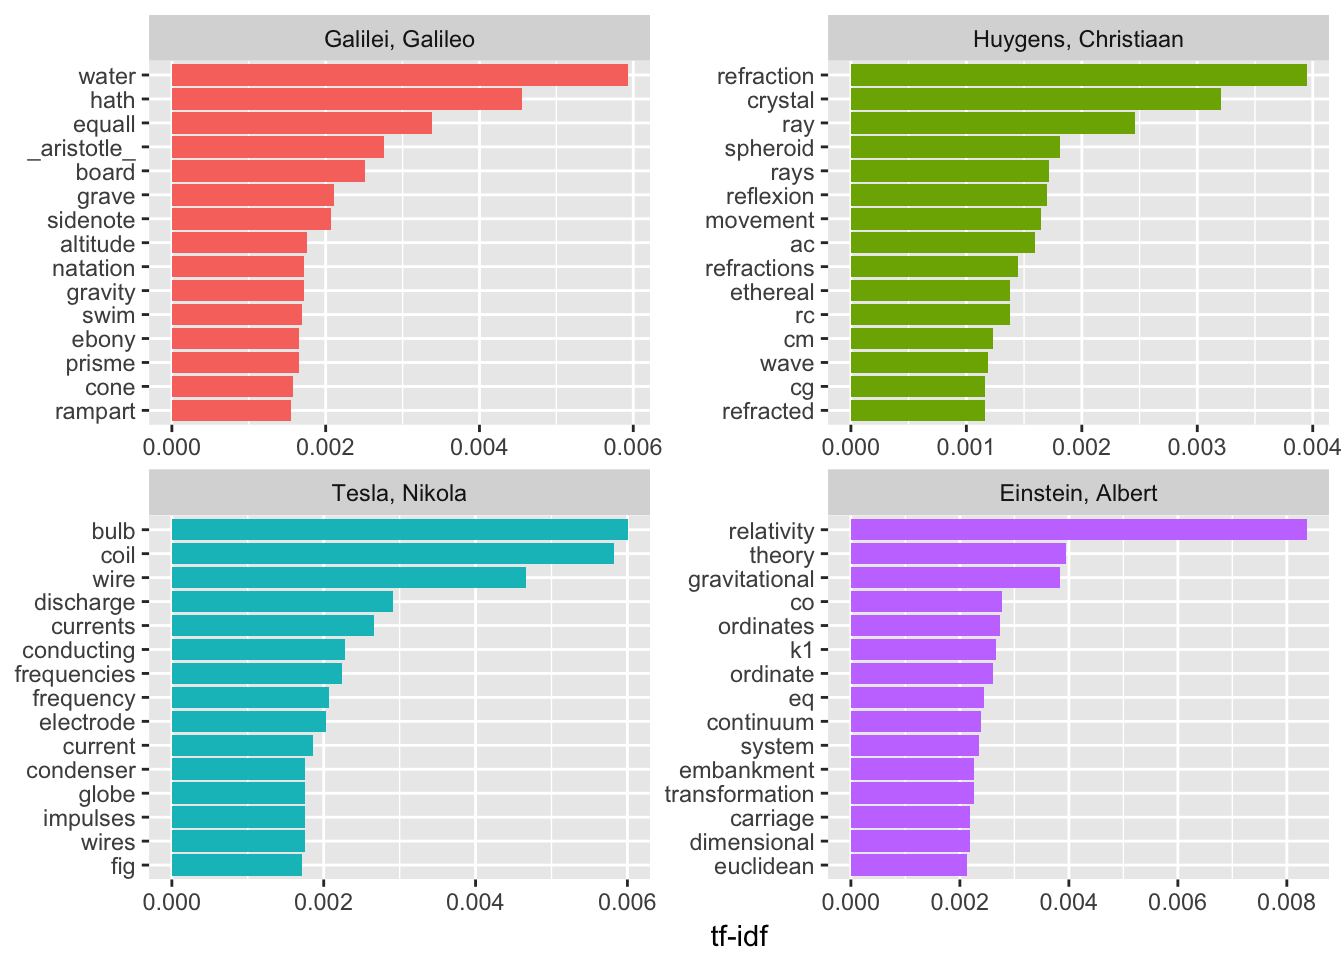 Galilei, Galileo
water
hath
equall
_aristotle_
board
grave
sidenote
altitude
natation
gravity
swim
ebony
prisme
cone
rampart
0.000 0.002 0.004 0.006
Huygens, Christiaan
refraction
crystal
ray
spheroid
rays
reflexion
movement
ac
refractions
ethereal
rc
cm
wave
cg
refracted
0.000 0.001 0.002 0.003 0.004
Tesla, Nikola
bulb
coil
wire
discharge
currents
conducting
frequencies
frequency
electrode
current
condenser
globe
impulses
wires
fig
0.000 0.002 0.004 0.006
Einstein, Albert
relativity
theory
gravitational
co
ordinates
k1
ordinate
eq
continuum
system
embankment
transformation
carriage
dimensional
euclidean
0.000 0.002 0.004 0.006 0.008
tf-idf